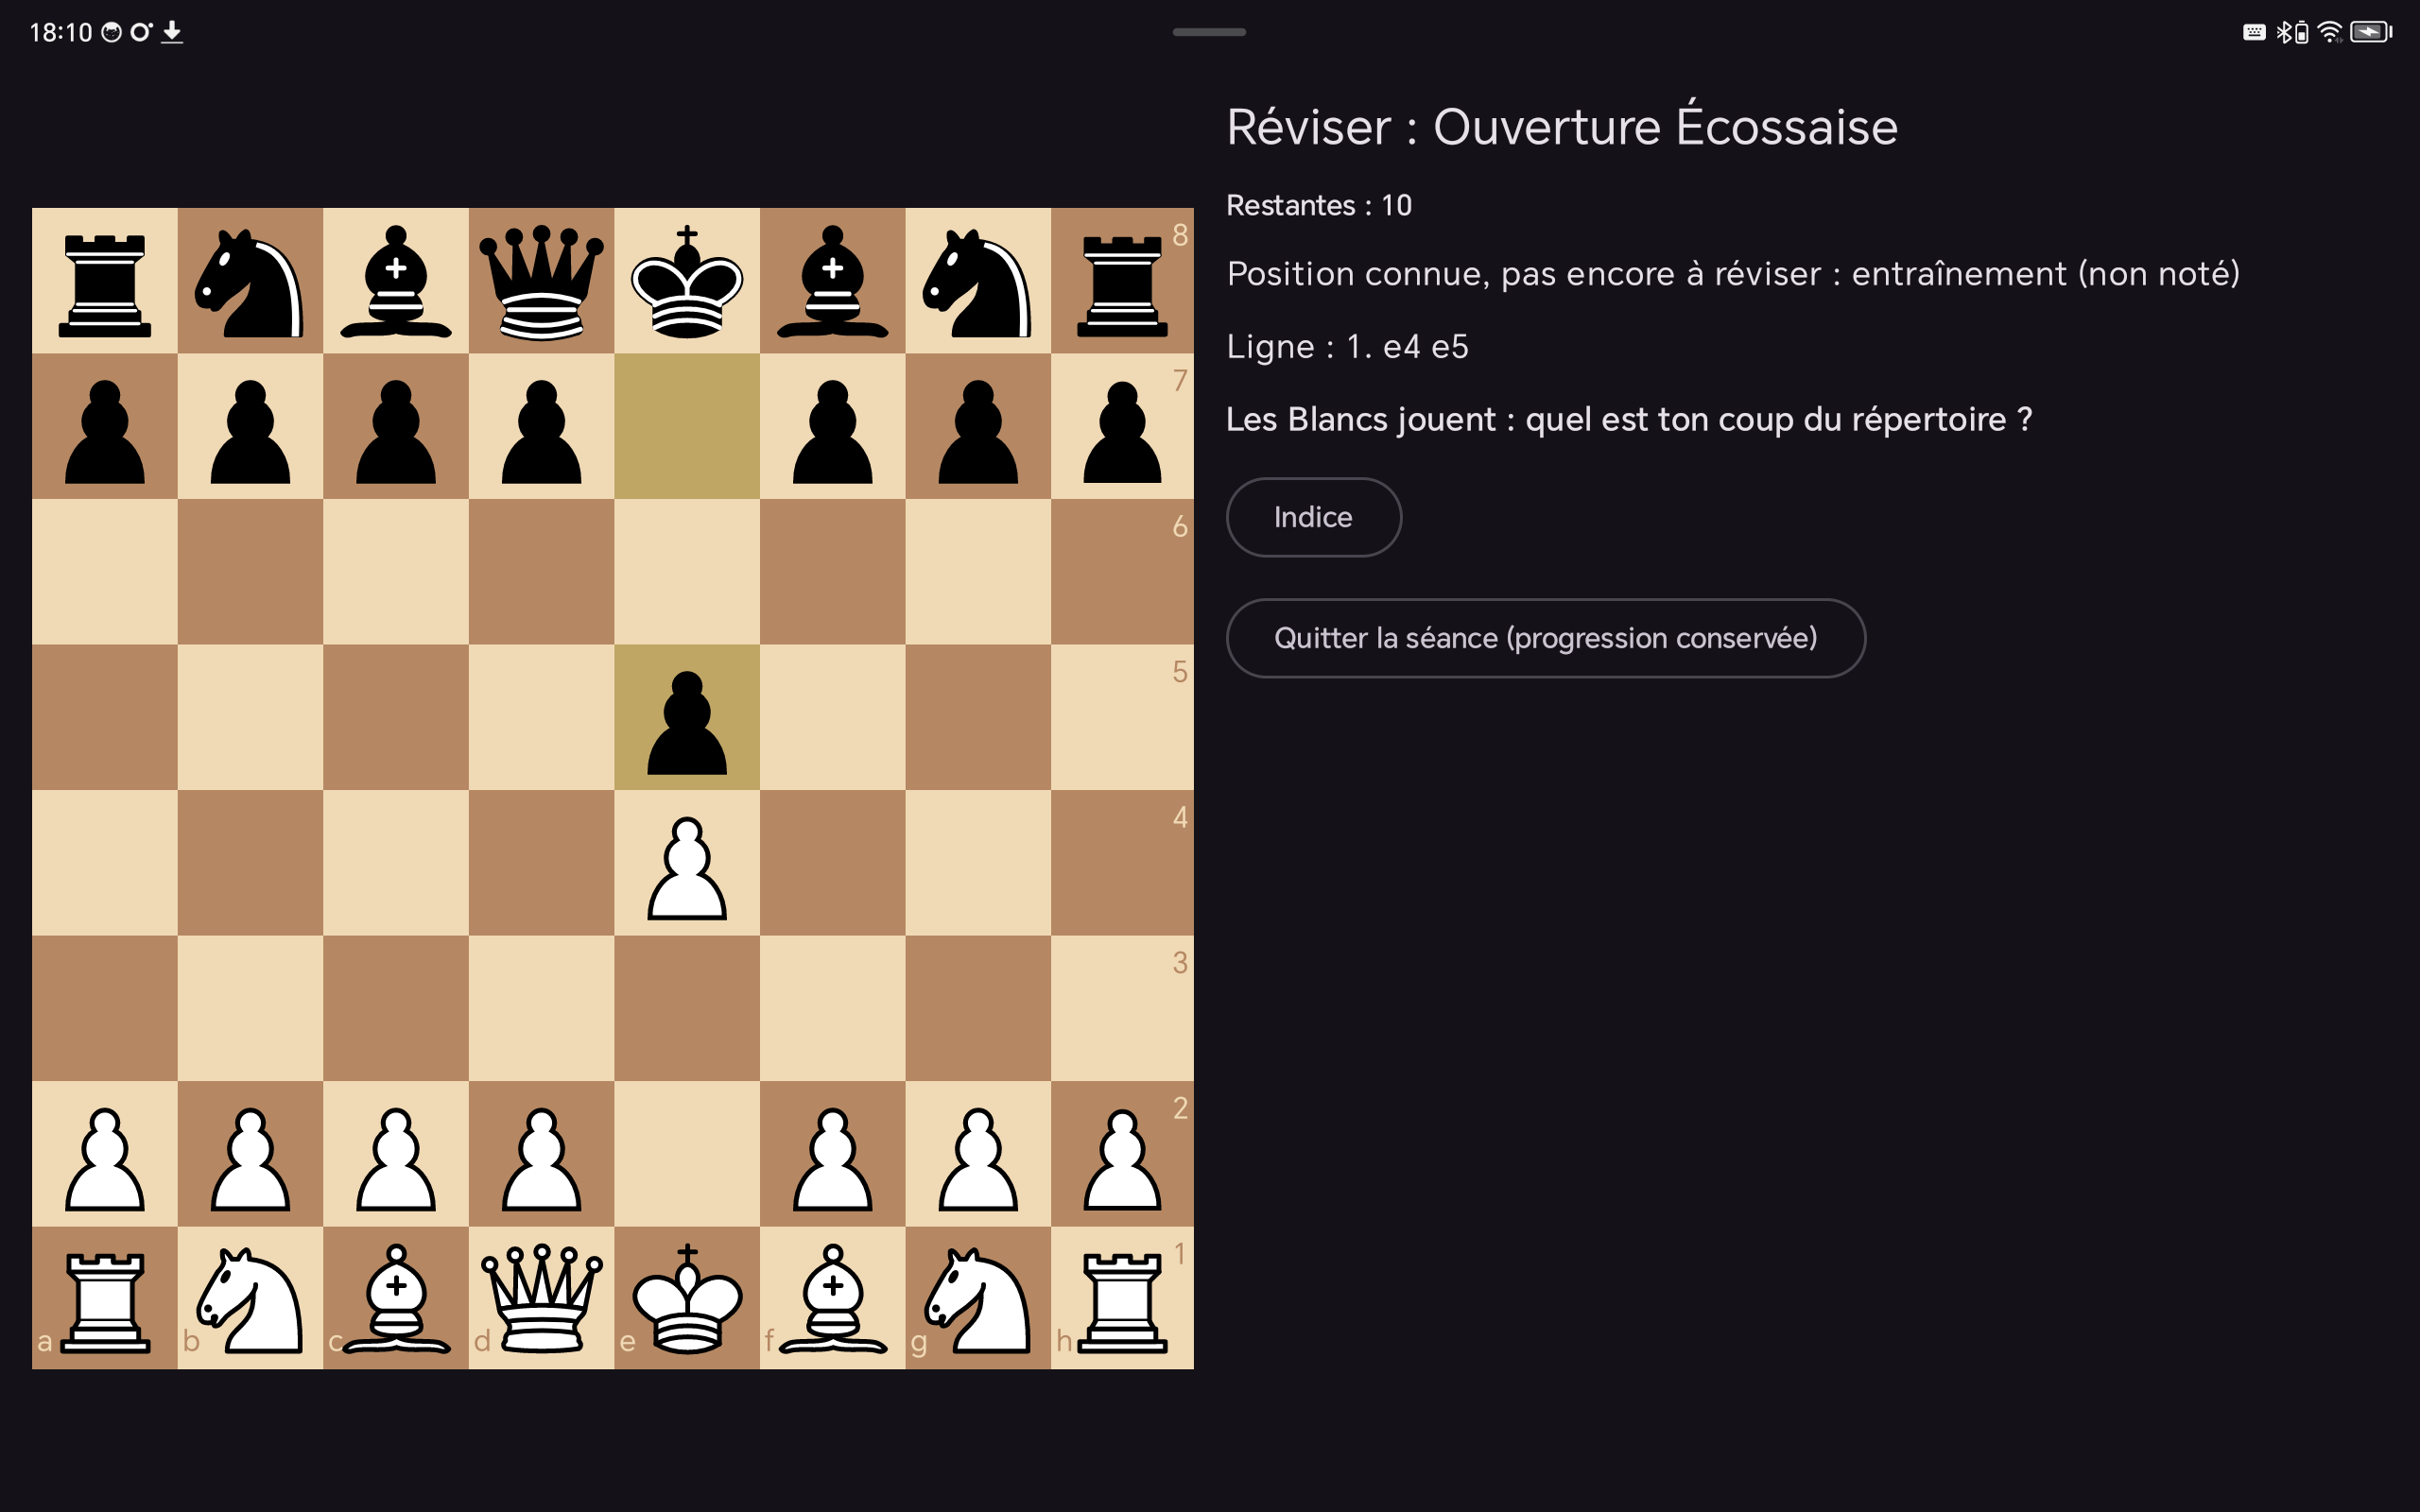 18:10
Réviser : Ouverture Écossaise
Restantes : 10
Position connue, pas encore à réviser : entraînement (non noté)
Ligne : 1. e4 e5
Les Blancs jouent : quel est ton coup du répertoire ?
Indice
Quitter la séance (progression conservée)
8
7
6
5
4
3
2
1
a b c d e f g h